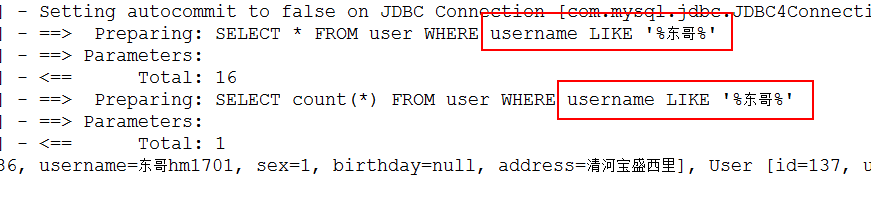 | - Setting autocommit to false on JDBC Connection [com.mysql.jdbc.JDBC4Connecti
| - ==>  Preparing: SELECT * FROM user WHERE username LIKE '%东哥%'
| - ==> Parameters:
| - <==      Total: 16
| - ==>  Preparing: SELECT count(*) FROM user WHERE username LIKE '%东哥%'
| - ==> Parameters:
| - <==      Total: 1
36, username=东哥hm1701, sex=1, birthday=null, address=清河宝盛西里], User [id=137, u